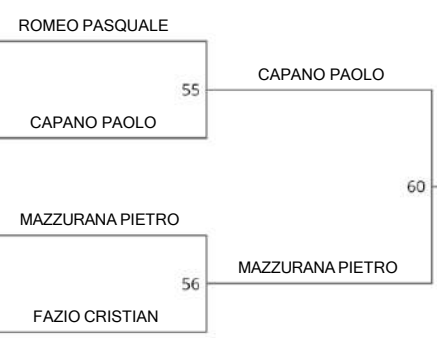 ROMEO PASQUALE
55
CAPANO PAOLO
CAPANO PAOLO
60
MAZZURANA PIETRO
56
MAZZURANA PIETRO
FAZIO CRISTIAN